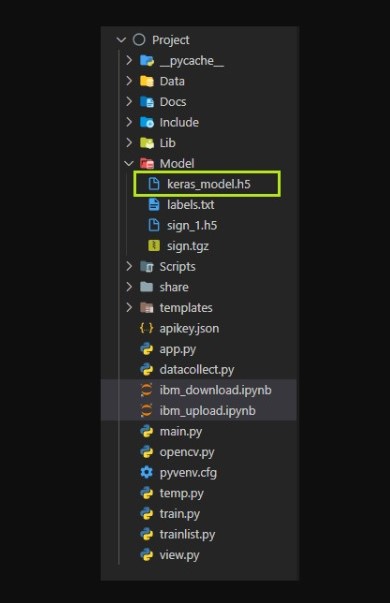 Project
__pycache__
Data
Docs
Include
Lib
Model
keras_model.h5
labels.txt
sign_1.h5
sign.tgz
Scripts
share
templates
apikey.json
app.py
datacollect.py
ibm_download.ipynb
ibm_upload.ipynb
main.py
opencv.py
pyvenv.cfg
temp.py
train.py
trainlist.py
view.py